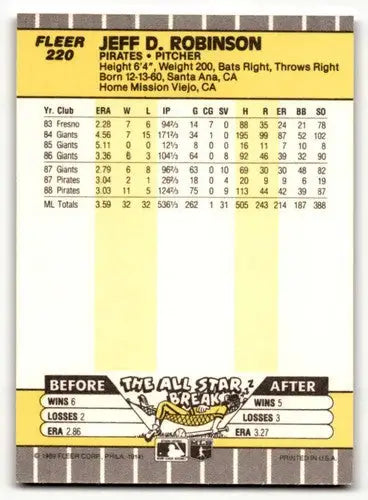 FLEER
220
JEFF D. ROBINSON
PIRATES • PITCHER
Height 6'4", Weight 200, Bats Right, Throws Right
Born 12-13-60, Santa Ana, CA
Home Mission Viejo, CA
Yr. Club ERA W L IP G CG SV H R ER BB SO
83 Fresno 2.28 7 6 94⅔ 14 7 0 88 35 24 21 78
84 Giants 4.56 7 15 171⅔ 34 1 0 195 99 87 52 102
85 Giants 5.11 0 0 12⅓ 8 0 0 16 11 7 10 8
86 Giants 3.36 6 3 104⅓ 64 0 8 92 46 39 32 90
87 Giants 2.79 6 8 96⅔ 63 0 10 69 30 30 48 82
87 Pirates 3.04 2 1 26⅔ 18 0 4 20 9 9 6 19
88 Pirates 3.03 11 5 124⅔ 75 0 9 113 44 42 39 87
ML Totals 3.59 32 32 536⅓ 262 1 31 505 243 214 187 388
BEFORE THE ALL STAR BREAK AFTER
WINS 6 WINS 5
LOSSES 2 LOSSES 3
ERA 2.86 ERA 3.27
© 1989 FLEER CORP., PHILA. 19141 PRINTED IN U.S.A.